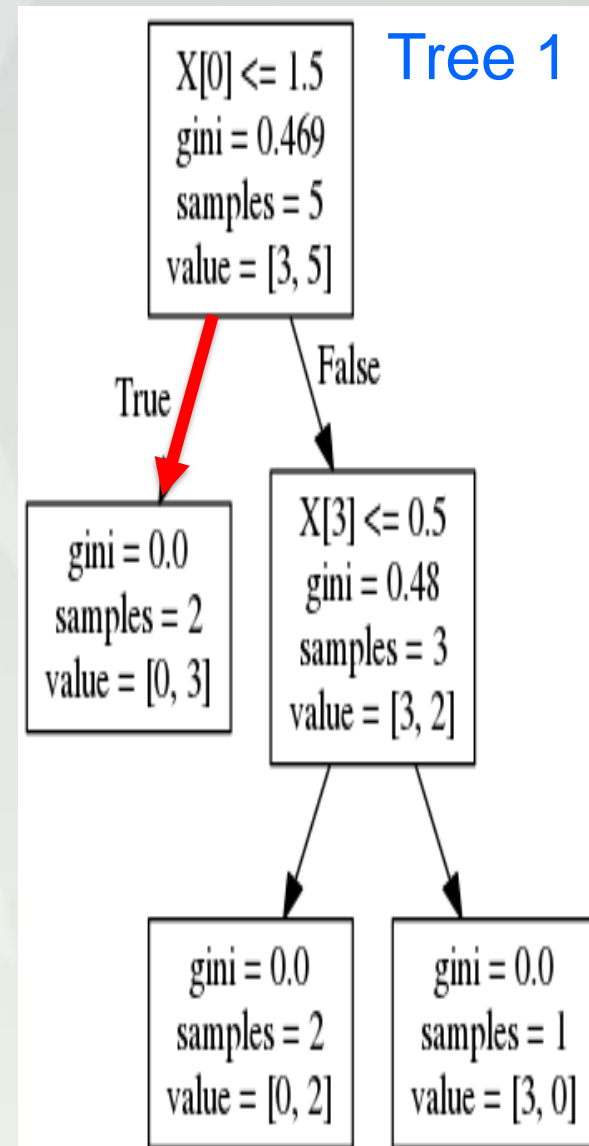 Tree 1
X[0] <= 1.5
gini = 0.469
samples = 5
value = [3, 5]
True
False
gini = 0.0
samples = 2
value = [0, 3]
X[3] <= 0.5
gini = 0.48
samples = 3
value = [3, 2]
gini = 0.0
samples = 2
value = [0, 2]
gini = 0.0
samples = 1
value = [3, 0]